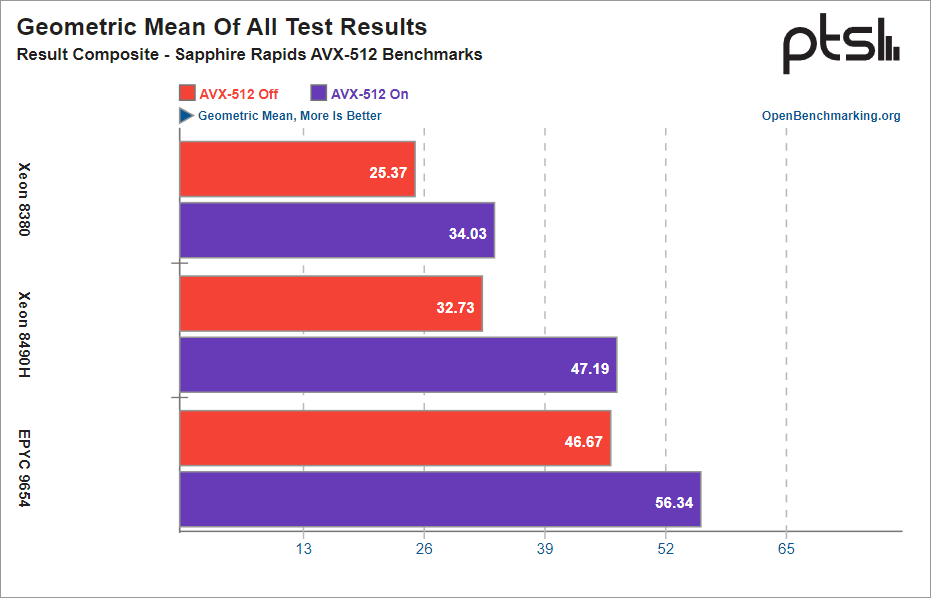 Geometric Mean Of All Test Results
Result Composite - Sapphire Rapids AVX-512 Benchmarks
ptsl
AVX-512 Off
AVX-512 On
Geometric Mean, More Is Better
OpenBenchmarking.org
Xeon 8380
25.37
34.03
Xeon 8490H
32.73
47.19
EPYC 9654
46.67
56.34
13
26
39
52
65